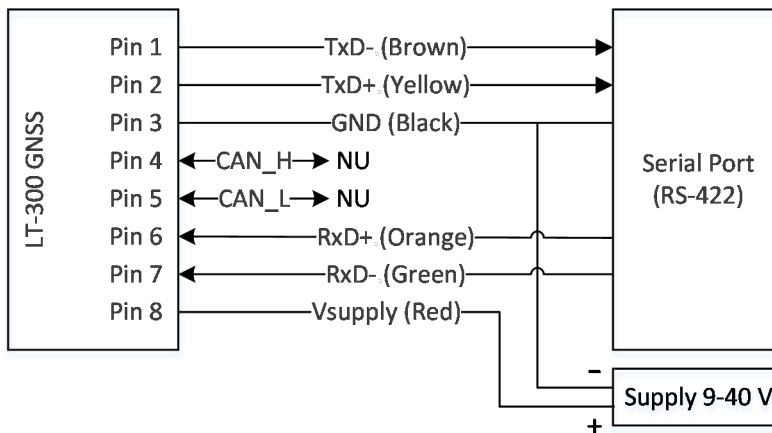 LT-300 GNSS
Pin 1 TxD- (Brown)
Pin 2 TxD+ (Yellow)
Pin 3 GND (Black)
Pin 4 CAN_H NU
Pin 5 CAN_L NU
Pin 6 RxD+ (Orange)
Pin 7 RxD- (Green)
Pin 8 Vsupply (Red)
Serial Port
(RS-422)
-
Supply 9-40 V
+